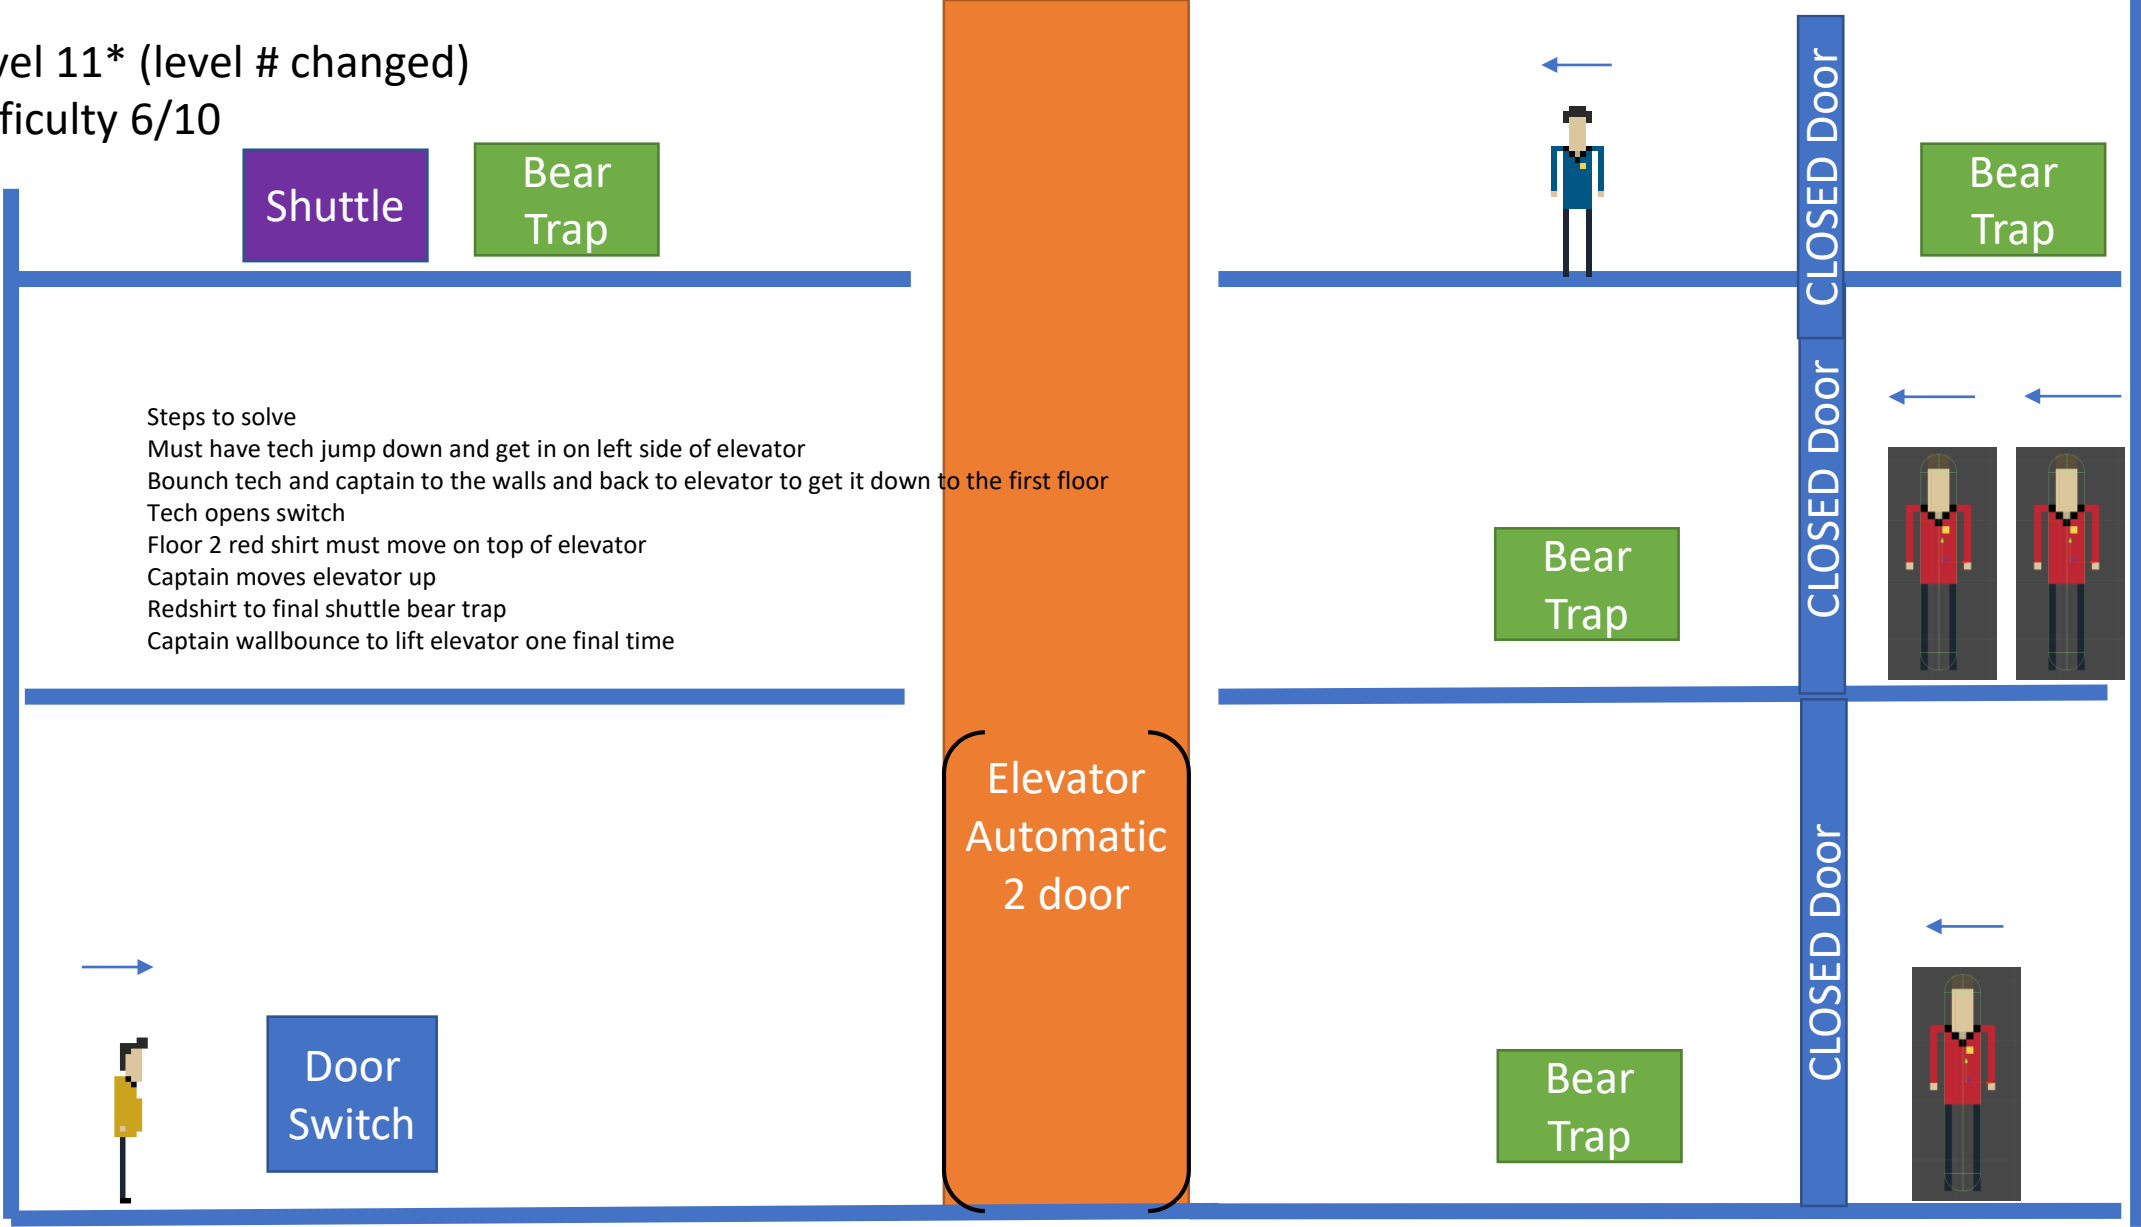 vel 11* (level # changed)
ficulty 6/10
Shuttle
Bear
Trap
CLOSED Door
Bear
Trap
Steps to solve
Must have tech jump down and get in on left side of elevator
Bounch tech and captain to the walls and back to elevator to get it down to the first floor
Tech opens switch
Floor 2 red shirt must move on top of elevator
Captain moves elevator up
Redshirt to final shuttle bear trap
Captain wallbounce to lift elevator one final time
Bear
Trap
CLOSED Door
Elevator
Automatic
2 door
Door
Switch
Bear
Trap
CLOSED Door